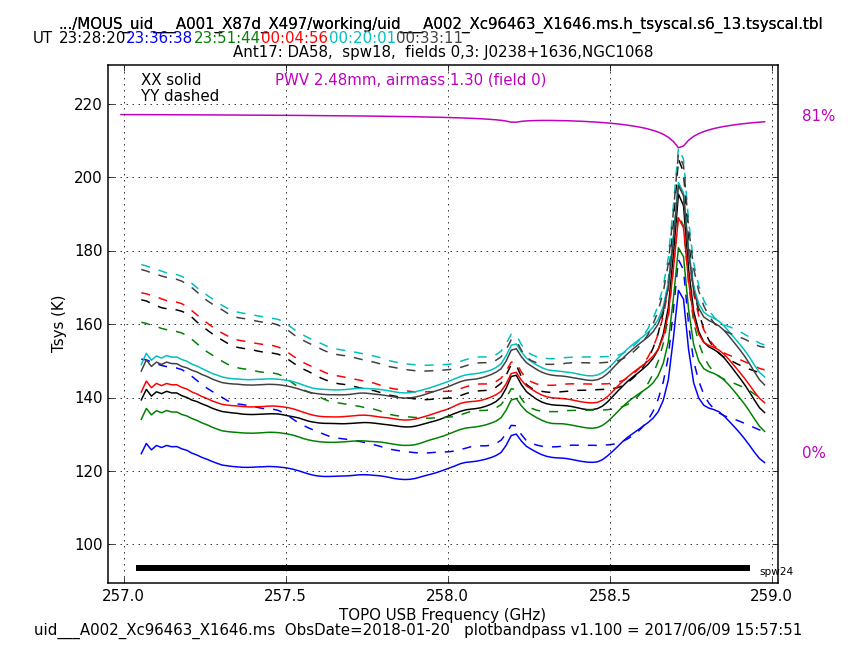 .../MOUS_uid___A001_X87d_X497/working/uid___A002_Xc96463_X1646.ms.h_tsyscal.s6_13.tsyscal.tbl
UT 23:28:20 23:36:38 23:51:44 00:04:56 00:20:01 00:33:11
Ant17: DA58, spw18, fields 0,3: J0238+1636,NGC1068
XX solid PWV 2.48mm, airmass 1.30 (field 0)
YY dashed
220
81%
200
180
160
Tsys (K)
140
120
0%
100
spw24
257.0 257.5 258.0 258.5 259.0
TOPO USB Frequency (GHz)
uid___A002_Xc96463_X1646.ms ObsDate=2018-01-20 plotbandpass v1.100 = 2017/06/09 15:57:51